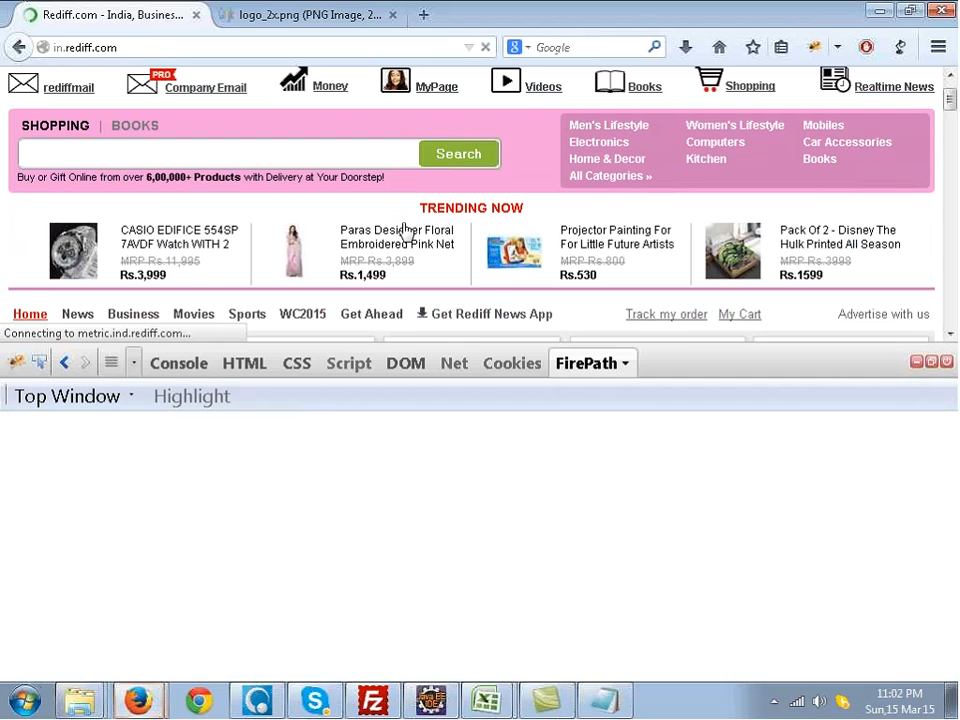 Rediff.com - India, Busines...
logo_2x.png (PNG Image, 2...
in.rediff.com
Google
rediffmail
PRO
Company Email
Money
MyPage
Videos
Books
Shopping
Realtime News
SHOPPING | BOOKS
Search
Buy or Gift Online from over 6,00,000+ Products with Delivery at Your Doorstep!
Men's Lifestyle Women's Lifestyle Mobiles
Electronics Computers Car Accessories
Home & Decor Kitchen Books
All Categories »
TRENDING NOW
CASIO EDIFICE 554SP
7AVDF Watch WITH 2
MRP Rs.11,995
Rs.3,999
Paras Designer Floral
Embroidered Pink Net
MRP Rs.3,899
Rs.1,499
Projector Painting For
For Little Future Artists
MRP Rs.800
Rs.530
Pack Of 2 - Disney The
Hulk Printed All Season
MRP Rs.3998
Rs.1599
Home News Business Movies Sports WC2015 Get Ahead Get Rediff News App Track my order My Cart Advertise with us
Connecting to metric.ind.rediff.com...
Console HTML CSS Script DOM Net Cookies FirePath
Top Window Highlight
11:02 PM
Sun,15 Mar 15